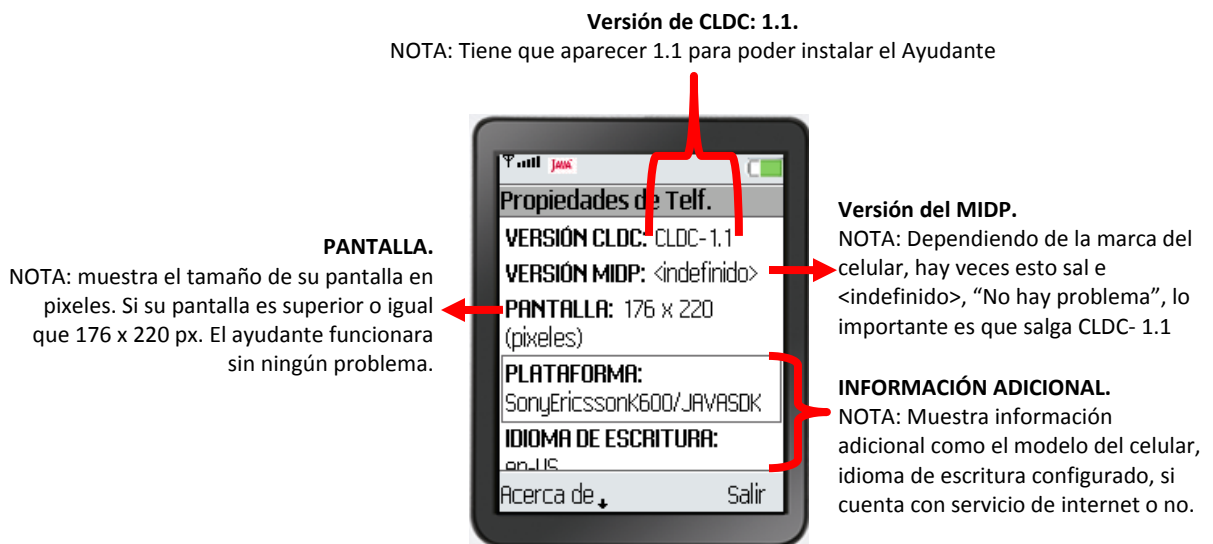 Versión de CLDC: 1.1.
NOTA: Tiene que aparecer 1.1 para poder instalar el Ayudante
JAVA
Propiedades de Telf.
VERSIÓN CLDC: CLDC-1.1
VERSIÓN MIDP: <indefinido>
PANTALLA: 176 x 220
(pixeles)
PLATAFORMA:
SonyEricssonK600/JAVASDK
IDIOMA DE ESCRITURA:
en-US
Acerca de
Salir
PANTALLA.
NOTA: muestra el tamaño de su pantalla en
pixeles. Si su pantalla es superior o igual
que 176 x 220 px. El ayudante funcionara
sin ningún problema.
Versión del MIDP.
NOTA: Dependiendo de la marca del
celular, hay veces esto sal e
<indefinido>, “No hay problema”, lo
importante es que salga CLDC- 1.1
INFORMACIÓN ADICIONAL.
NOTA: Muestra información
adicional como el modelo del celular,
idioma de escritura configurado, si
cuenta con servicio de internet o no.